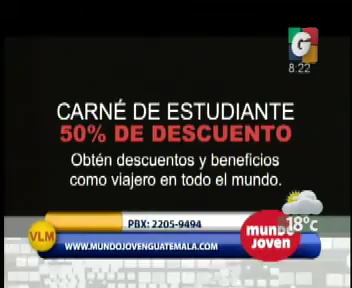 G
8:22
CARNÉ DE ESTUDIANTE
50% DE DESCUENTO
Obtén descuentos y beneficios
como viajero en todo el mundo.
PBX: 2205-9494
VLM
WWW.MUNDOJOVENGUATEMALA.COM
mundo
joven
18°c